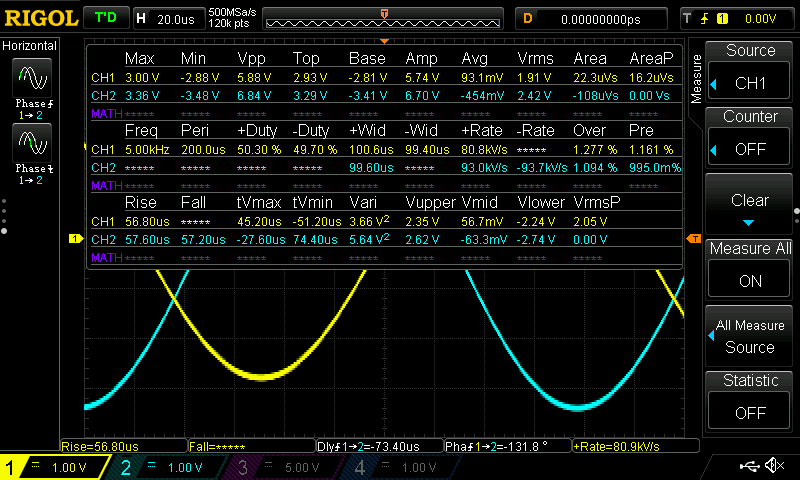 RIGOL T'D H 20.0us 500MSa/s 120k pts T D 0.00000000ps T 1 0.00V
Horizontal
Phase
1→2
Phase
1→2
Max Min Vpp Top Base Amp Avg Vrms Area AreaP
CH1 3.00 V -2.88 V 5.88 V 2.93 V -2.81 V 5.74 V 93.1mV 1.91 V 22.3uVs 16.2uVs
CH2 3.36 V -3.48 V 6.84 V 3.29 V -3.41 V 6.70 V -454mV 2.42 V -108uVs 0.00 Vs
MATH ***** ***** ***** ***** ***** ***** ***** ***** ***** *****
Freq Peri +Duty -Duty +Wid -Wid +Rate -Rate Over Pre
CH1 5.00kHz 200.0us 50.30 % 49.70 % 100.6us 99.40us 80.8kV/s ***** 1.277 % 1.161 %
CH2 99.60us 93.0kV/s -93.7kV/s 1.094 % 995.0m%
MATH ***** ***** ***** ***** ***** ***** ***** ***** ***** *****
Rise Fall tVmax tVmin Vari Vupper Vmid Vlower VrmsP
CH1 56.80us ***** 45.20us -51.20us 3.66 V² 2.35 V 56.7mV -2.24 V 2.05 V
CH2 57.60us 57.20us -27.60us 74.40us 5.64 V² 2.62 V -63.3mV -2.74 V 0.00 V
MATH ***** ***** ***** ***** ***** ***** ***** ***** *****
1
T
Measure
Source
CH1
Counter
OFF
Clear
Measure All
ON
All Measure
Source
Statistic
OFF
Rise=56.80us Fall=***** Dly1→2=-73.40us Pha1→2=-131.8 ° +Rate=80.9kV/s
1 1.00 V 2 1.00 V 3 5.00 V 4 1.00 V